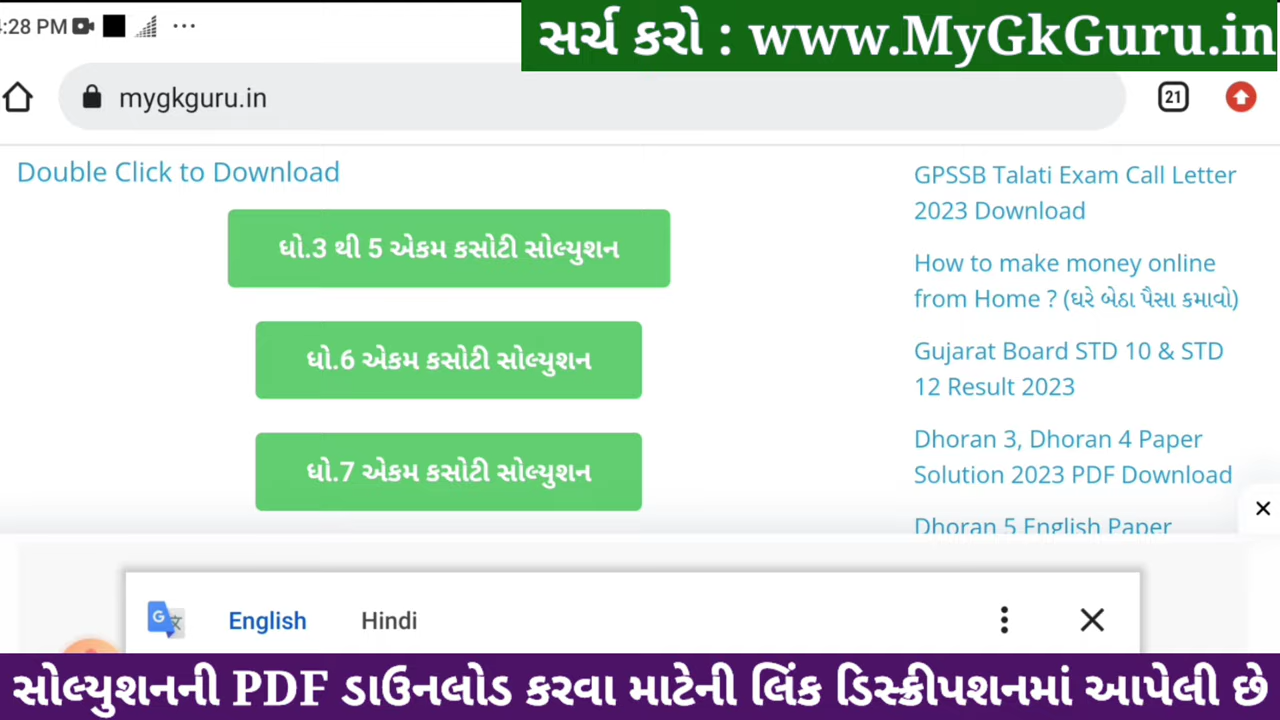 :28 PM
સર્ચ કરો : www.MyGkGuru.in
mygkguru.in
21
Double Click to Download
ધો.3 થી 5 એકમ કસોટી સોલ્યુશન
ધો.6 એકમ કસોટી સોલ્યુશન
ધો.7 એકમ કસોટી સોલ્યુશન
GPSSB Talati Exam Call Letter
2023 Download
How to make money online
from Home ? (ઘરે બેઠા પૈસા કમાવો)
Gujarat Board STD 10 & STD
12 Result 2023
Dhoran 3, Dhoran 4 Paper
Solution 2023 PDF Download
Dhoran 5 English Paper
English Hindi
સોલ્યુશનની PDF ડાઉનલોડ કરવા માટેની લિંક ડિસ્ક્રીપશનમાં આપેલી છે